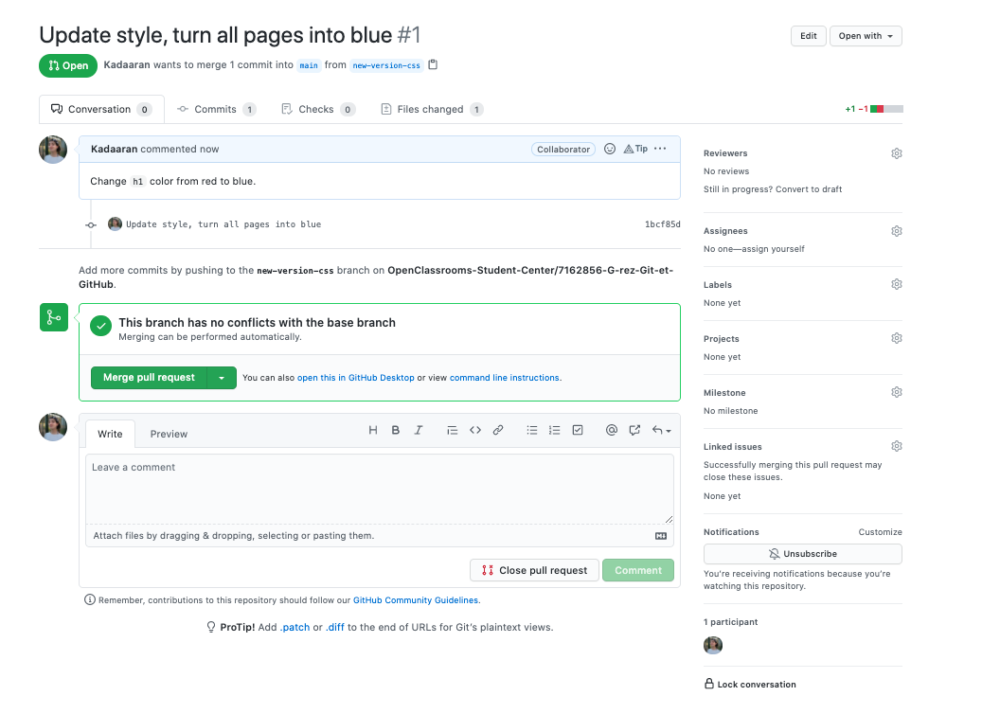 Update style, turn all pages into blue #1
Edit
Open with
Open
Kadaaran wants to merge 1 commit into main from new-version-css
Conversation 0
Commits 1
Checks 0
Files changed 1
+1 −1
Kadaaran commented now
Collaborator
Tip
Change h1 color from red to blue.
Update style, turn all pages into blue
1bcf85d
Add more commits by pushing to the new-version-css branch on OpenClassrooms-Student-Center/7162856-G-rez-Git-et-
GitHub.
This branch has no conflicts with the base branch
Merging can be performed automatically.
Merge pull request
You can also open this in GitHub Desktop or view command line instructions.
Write
Preview
H B I
Leave a comment
Attach files by dragging & dropping, selecting or pasting them.
Close pull request
Comment
Remember, contributions to this repository should follow our GitHub Community Guidelines.
ProTip! Add .patch or .diff to the end of URLs for Git's plaintext views.
Reviewers
No reviews
Still in progress? Convert to draft
Assignees
No one—assign yourself
Labels
None yet
Projects
None yet
Milestone
No milestone
Linked issues
Successfully merging this pull request may
close these issues.
None yet
Notifications
Customize
Unsubscribe
You're receiving notifications because you're
watching this repository.
1 participant
Lock conversation